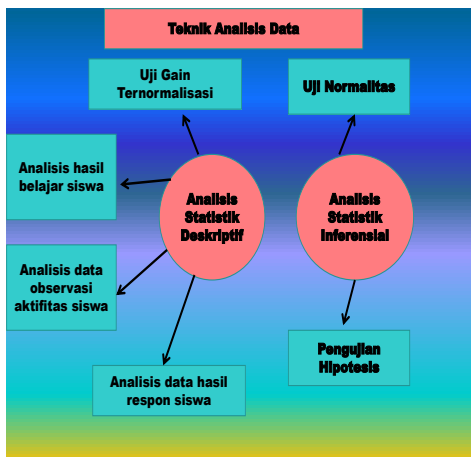 Teknik Analisis Data
Uji Gain
Ternormalisasi
Uji Normalitas
Analisis hasil
belajar siswa
Analisis
Statistik
Deskriptif
Analisis
Statistik
Inferensial
Analisis data
observasi
aktifitas siswa
Pengujian
Hipotesis
Analisis data hasil
respon siswa